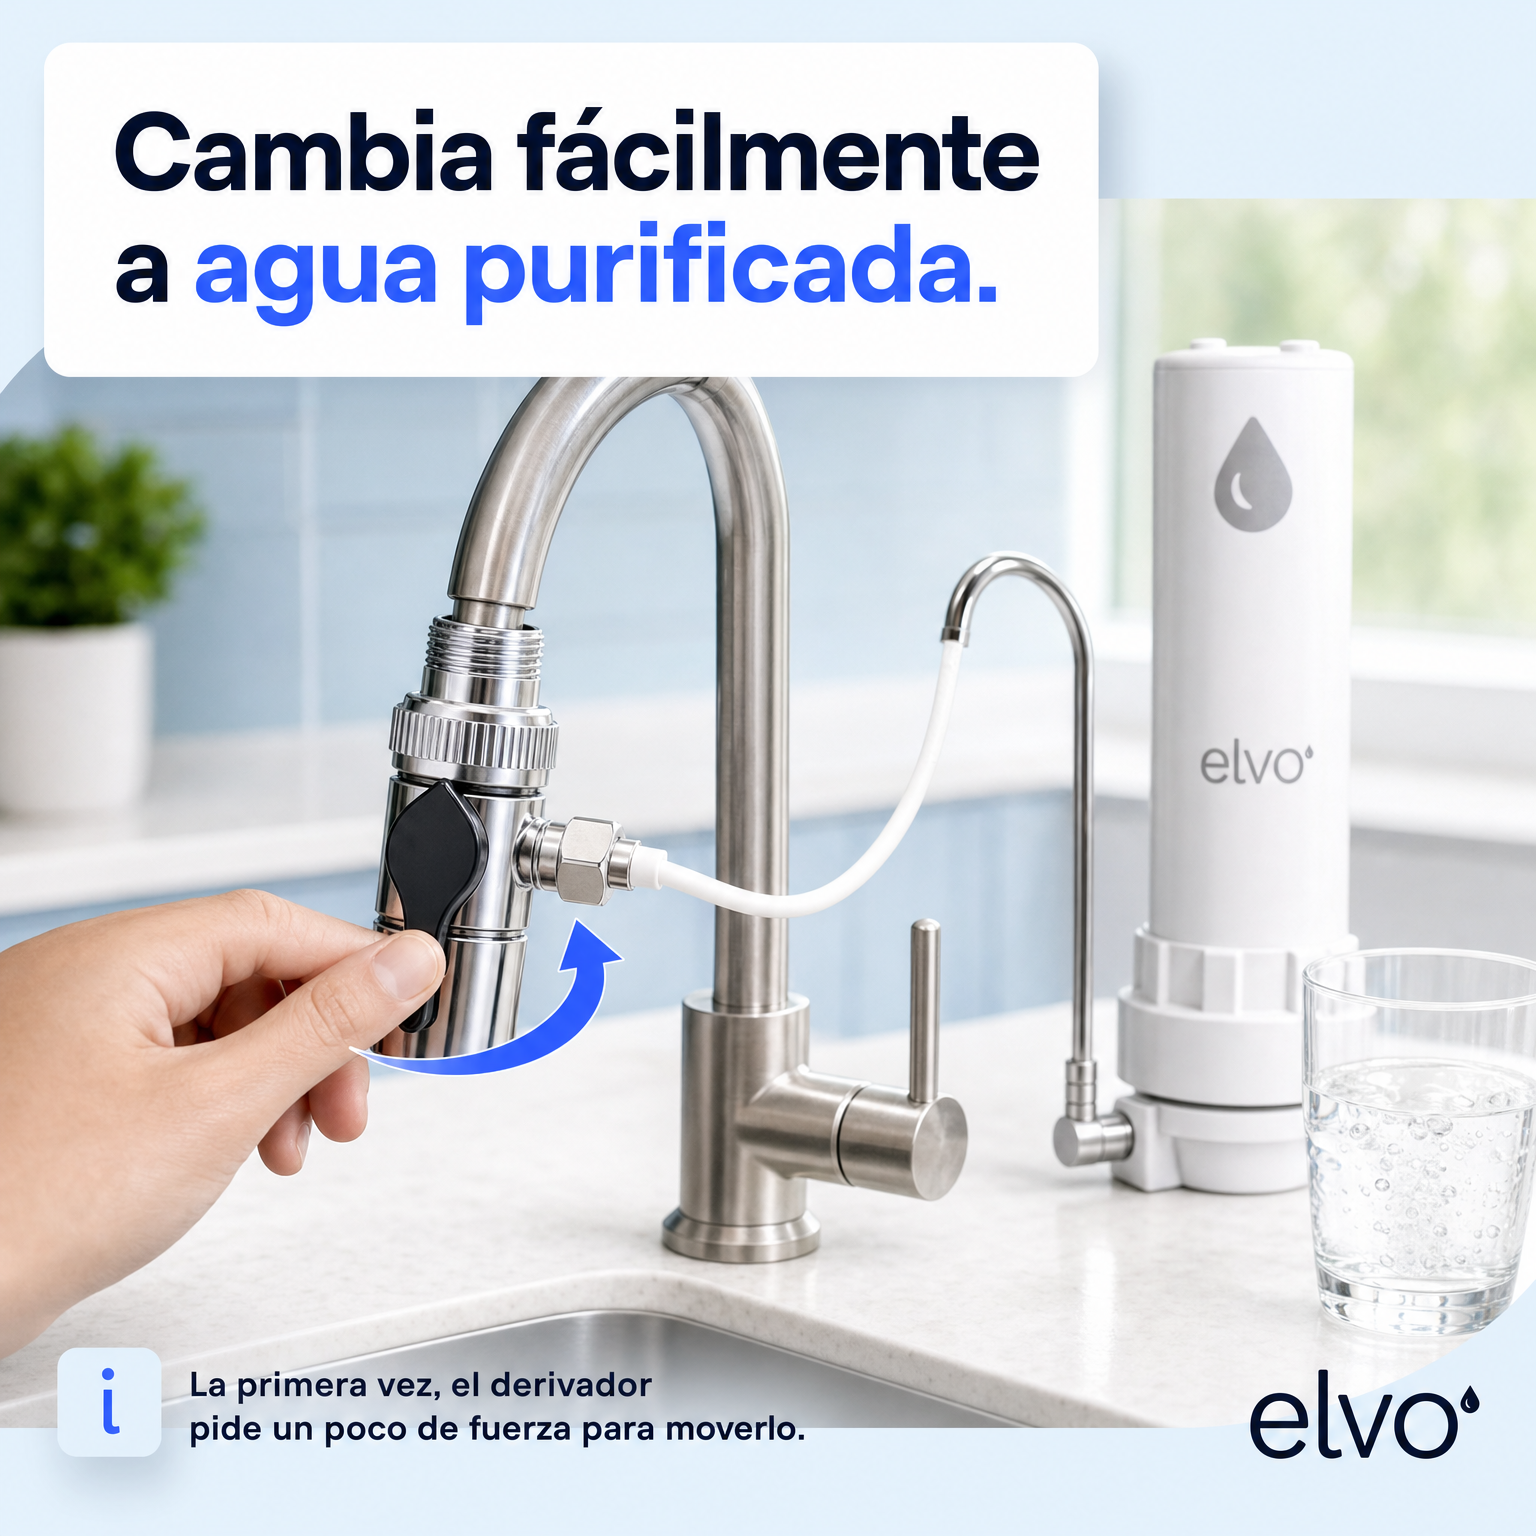 Cambia fácilmente
a agua purificada.
elvo
i
La primera vez, el derivador
pide un poco de fuerza para moverlo.
elvo